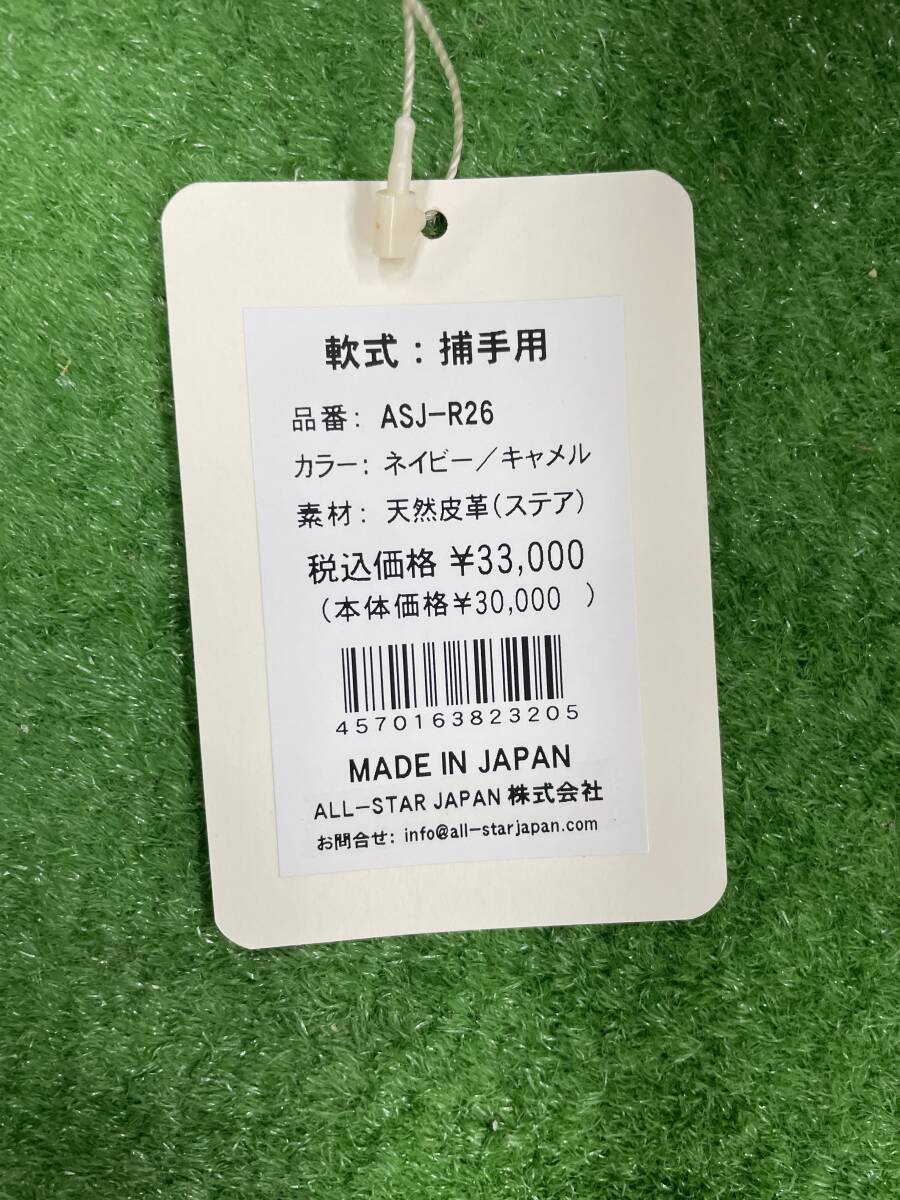 軟式：捕手用
品番： ASJ-R26
カラー： ネイビー／キャメル
素材： 天然皮革（ステア）
税込価格 ¥33,000
（本体価格¥30,000 ）
4570163823205
MADE IN JAPAN
ALL-STAR JAPAN 株式会社
お問合せ: info@all-starjapan.com